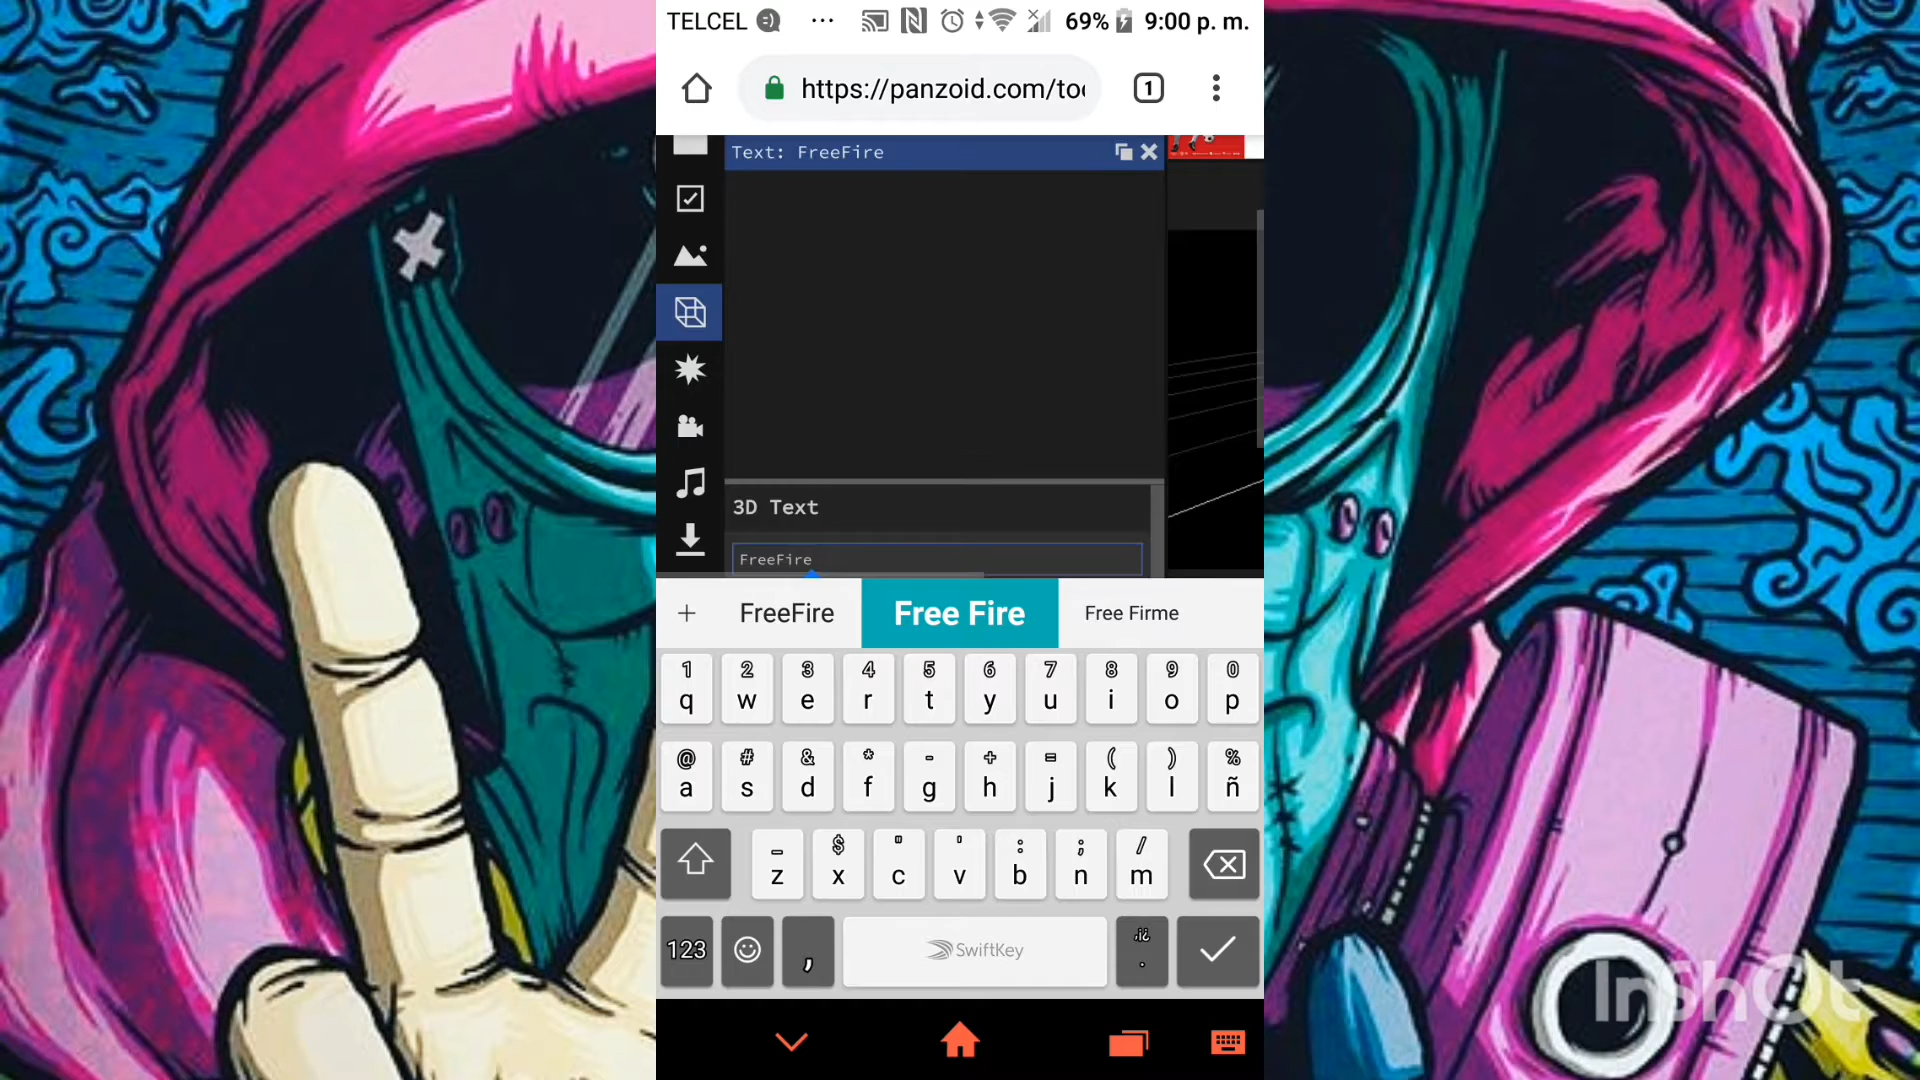 TELCEL ... 69% 9:00 p. m.
https://panzoid.com/too 1
Text: FreeFire
3D Text
FreeFire
+ FreeFire Free Fire Free Firme
1 2 3 4 5 6 7 8 9 0
q w e r t y u i o p
@ # & * - + = ( ) %
a s d f g h j k l ñ
_ $ " ' : ; /
z x c v b n m
123 , SwiftKey .
InShOt